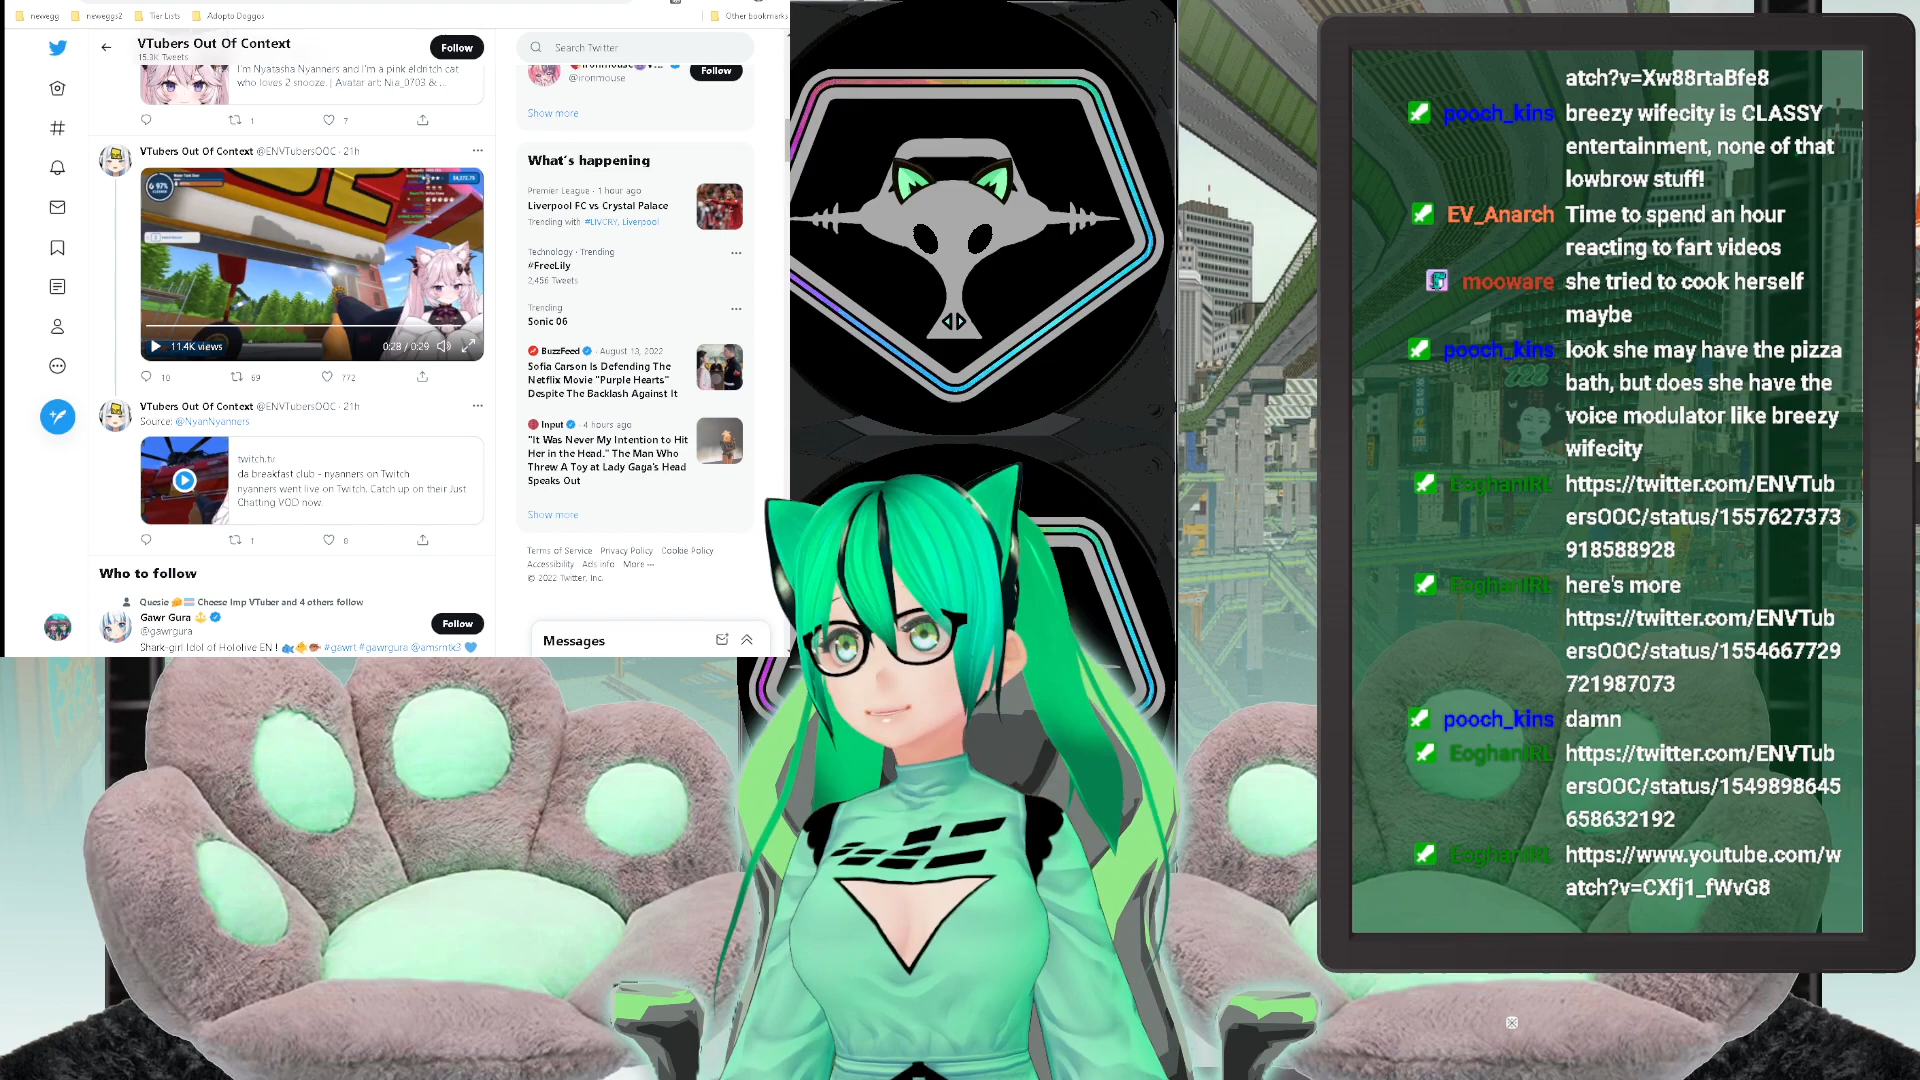 newegg
neweggs2
Tier Lists
Adopto Doggos
Other bookmarks
VTubers Out Of Context
15.3K Tweets
Follow
I'm Nyatasha Nyanners and I'm a pink eldritch cat
who loves 2 snooze. | Avatar art: Nia_0703 & ...
1
7
VTubers Out Of Context @ENVTubersOOC · 21h
97%
11.4K views
0:28 / 0:29
10
69
772
VTubers Out Of Context @ENVTubersOOC · 21h
Source: @NyanNyanners
twitch.tv
da breakfast club - nyanners on Twitch
nyanners went live on Twitch. Catch up on their Just
Chatting VOD now.
1
8
Who to follow
Quesie Cheese Imp VTuber and 4 others follow
Gawr Gura
@gawrgura
Follow
Shark-girl Idol of Hololive EN! #gawrt #gawrgura @amsrntk3
Search Twitter
@ironmouse
Follow
Show more
What's happening
Premier League · 1 hour ago
Liverpool FC vs Crystal Palace
Trending with #LIVCRY, Liverpool
Technology · Trending
#FreeLily
2,456 Tweets
Trending
Sonic 06
BuzzFeed · August 13, 2022
Sofia Carson Is Defending The
Netflix Movie "Purple Hearts"
Despite The Backlash Against It
Input · 4 hours ago
"It Was Never My Intention to Hit
Her in the Head." The Man Who
Threw A Toy at Lady Gaga's Head
Speaks Out
Show more
Terms of Service Privacy Policy Cookie Policy
Accessibility Ads info More ···
© 2022 Twitter, Inc.
Messages
atch?v=Xw88rtaBfe8
pooch_kins breezy wifecity is CLASSY
entertainment, none of that
lowbrow stuff!
EV_Anarch Time to spend an hour
reacting to fart videos
mooware she tried to cook herself
maybe
pooch_kins look she may have the pizza
bath, but does she have the
voice modulator like breezy
wifecity
EoghanIRL https://twitter.com/ENVTub
ersOOC/status/1557627373
918588928
EoghanIRL here's more
https://twitter.com/ENVTub
ersOOC/status/1554667729
721987073
pooch_kins damn
EoghanIRL https://twitter.com/ENVTub
ersOOC/status/1549898645
658632192
EoghanIRL https://www.youtube.com/w
atch?v=CXfj1_fWvG8